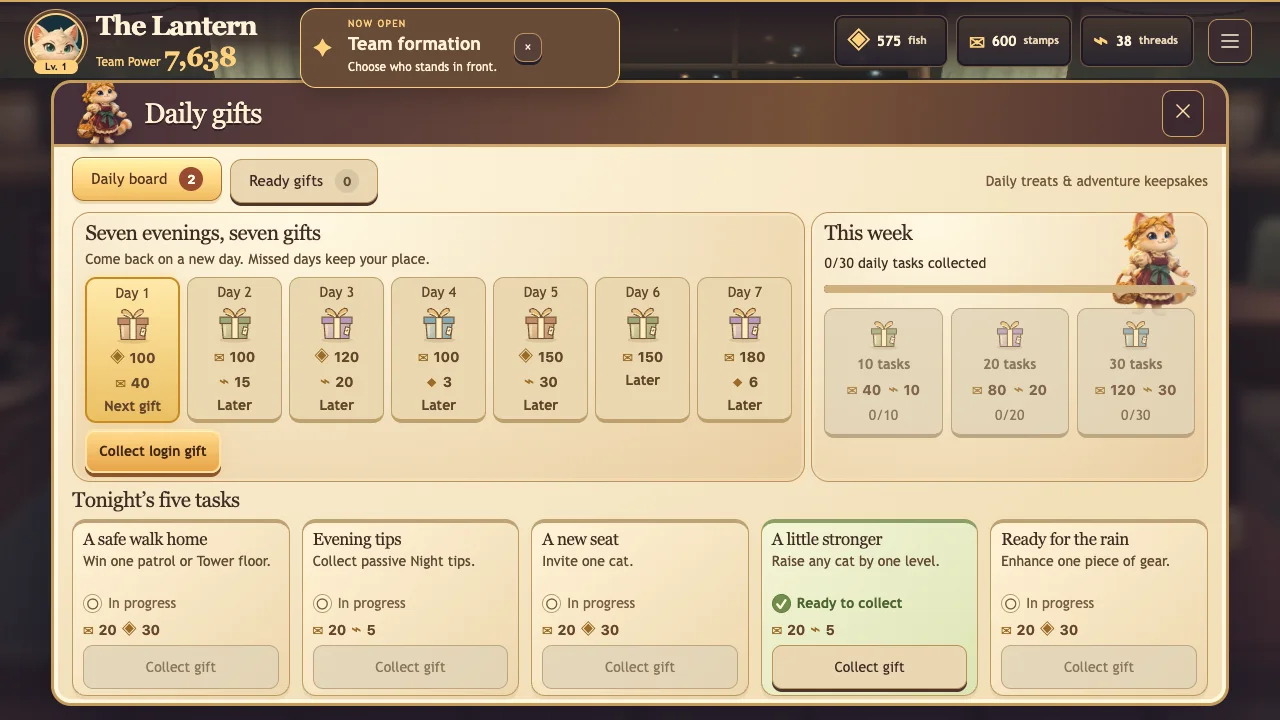 The Lantern
Team Power 7,638
Lv. 1
NOW OPEN
Team formation
Choose who stands in front.
×
575 fish
600 stamps
38 threads
Daily gifts
Daily board 2
Ready gifts 0
Daily treats & adventure keepsakes
Seven evenings, seven gifts
Come back on a new day. Missed days keep your place.
Day 1
100
40
Next gift
Day 2
100
15
Later
Day 3
120
20
Later
Day 4
100
3
Later
Day 5
150
30
Later
Day 6
150
Later
Day 7
180
6
Later
Collect login gift
This week
0/30 daily tasks collected
10 tasks
40 10
0/10
20 tasks
80 20
0/20
30 tasks
120 30
0/30
Tonight's five tasks
A safe walk home
Win one patrol or Tower floor.
In progress
20 30
Collect gift
Evening tips
Collect passive Night tips.
In progress
20 5
Collect gift
A new seat
Invite one cat.
In progress
20 30
Collect gift
A little stronger
Raise any cat by one level.
Ready to collect
20 5
Collect gift
Ready for the rain
Enhance one piece of gear.
In progress
20 30
Collect gift